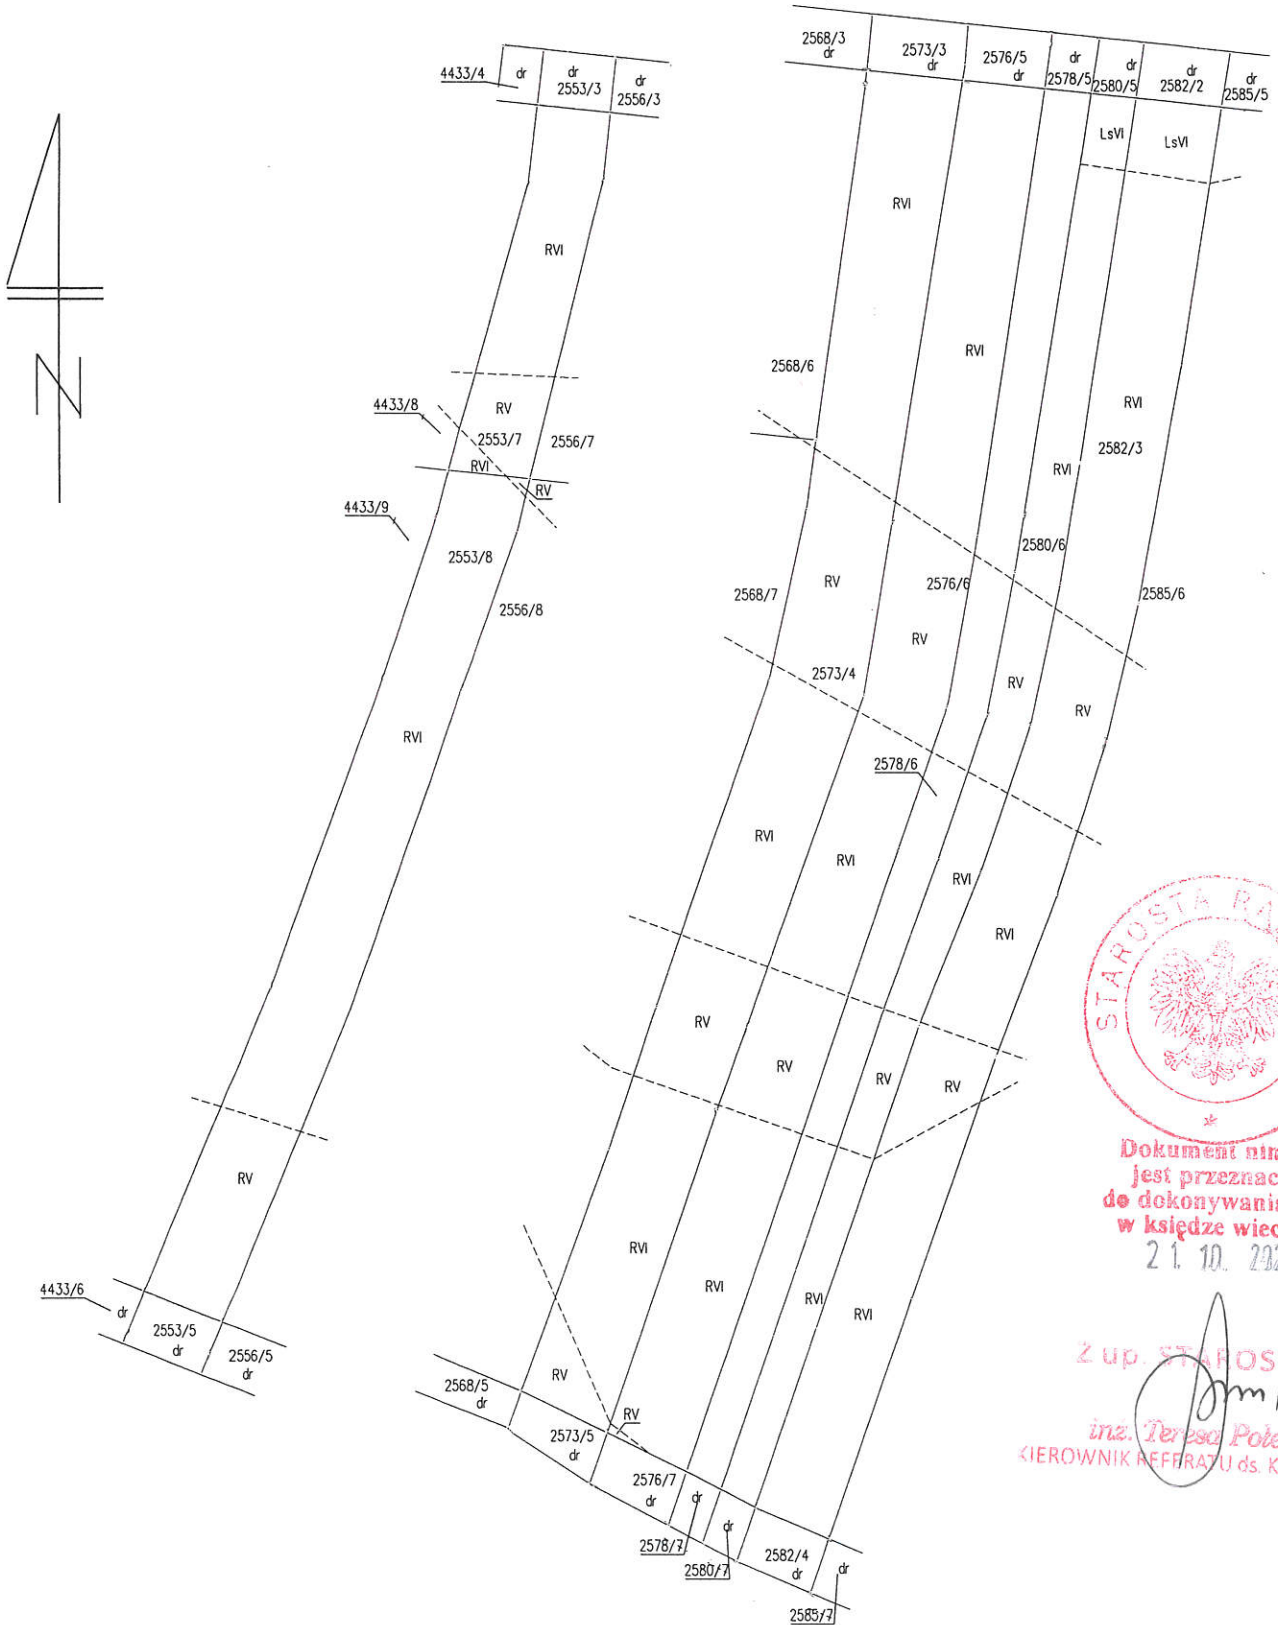 2568/3
dr
2573/3
dr
2576/5
dr
dr
2578/5
dr
2580/5
dr
2582/2
dr
2585/5
4433/4
dr
dr
2553/3
dr
2556/3
LsVI
LsVI
RVI
RVI
RVI
N
2568/6
RVI
4433/8
RV
2553/7
2556/7
RVI
RV
2582/3
RVI
4433/9
2553/8
2580/6
2568/7
RV
2576/6
2585/6
2556/8
RV
2573/4
RV
RV
RVI
2578/6
RVI
RVI
RVI
RVI
STAROSTA
RV
RV
RV
RV
RV
Dokument
jest
do
w księdze
21. 10.
RVI
RVI
RVI
RVI
4433/6
dr
2553/5
dr
2556/5
dr
2568/5
dr
RV
RV
2573/5
dr
2576/7
dr
dr
2578/7
dr
2580/7
2582/4
dr
dr
2585/7
Z up.
inż. Teresa
KIEROWNIK REFERATU ds.